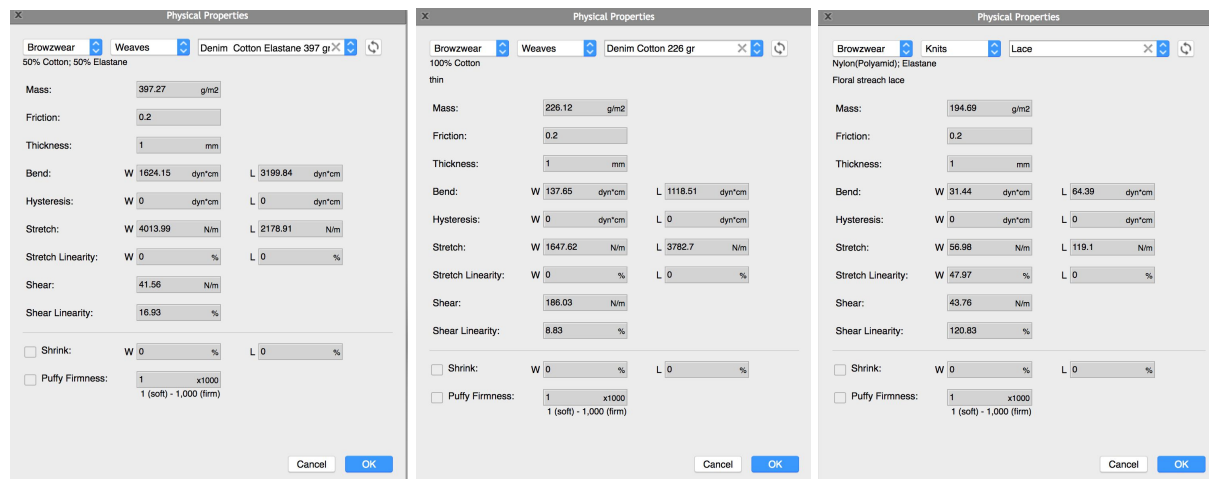 x Physical Properties
Browzwear Weaves Denim Cotton Elastane 397 gr
50% Cotton; 50% Elastane
Mass: 397.27 g/m2
Friction: 0.2
Thickness: 1 mm
Bend: W 1624.15 dyn*cm L 3199.84 dyn*cm
Hysteresis: W 0 dyn*cm L 0 dyn*cm
Stretch: W 4013.99 N/m L 2178.91 N/m
Stretch Linearity: W 0 % L 0 %
Shear: 41.56 N/m
Shear Linearity: 16.93 %
Shrink: W 0 % L 0 %
Puffy Firmness: 1 x1000
1 (soft) - 1,000 (firm)
Cancel OK
x Physical Properties
Browzwear Weaves Denim Cotton 226 gr
100% Cotton
thin
Mass: 226.12 g/m2
Friction: 0.2
Thickness: 1 mm
Bend: W 137.65 dyn*cm L 1118.51 dyn*cm
Hysteresis: W 0 dyn*cm L 0 dyn*cm
Stretch: W 1647.62 N/m L 3782.7 N/m
Stretch Linearity: W 0 % L 0 %
Shear: 186.03 N/m
Shear Linearity: 8.83 %
Shrink: W 0 % L 0 %
Puffy Firmness: 1 x1000
1 (soft) - 1,000 (firm)
Cancel OK
x Physical Properties
Browzwear Knits Lace
Nylon(Polyamid); Elastane
Floral streach lace
Mass: 194.69 g/m2
Friction: 0.2
Thickness: 1 mm
Bend: W 31.44 dyn*cm L 64.39 dyn*cm
Hysteresis: W 0 dyn*cm L 0 dyn*cm
Stretch: W 56.98 N/m L 119.1 N/m
Stretch Linearity: W 47.97 % L 0 %
Shear: 43.76 N/m
Shear Linearity: 120.83 %
Shrink: W 0 % L 0 %
Puffy Firmness: 1 x1000
1 (soft) - 1,000 (firm)
Cancel OK